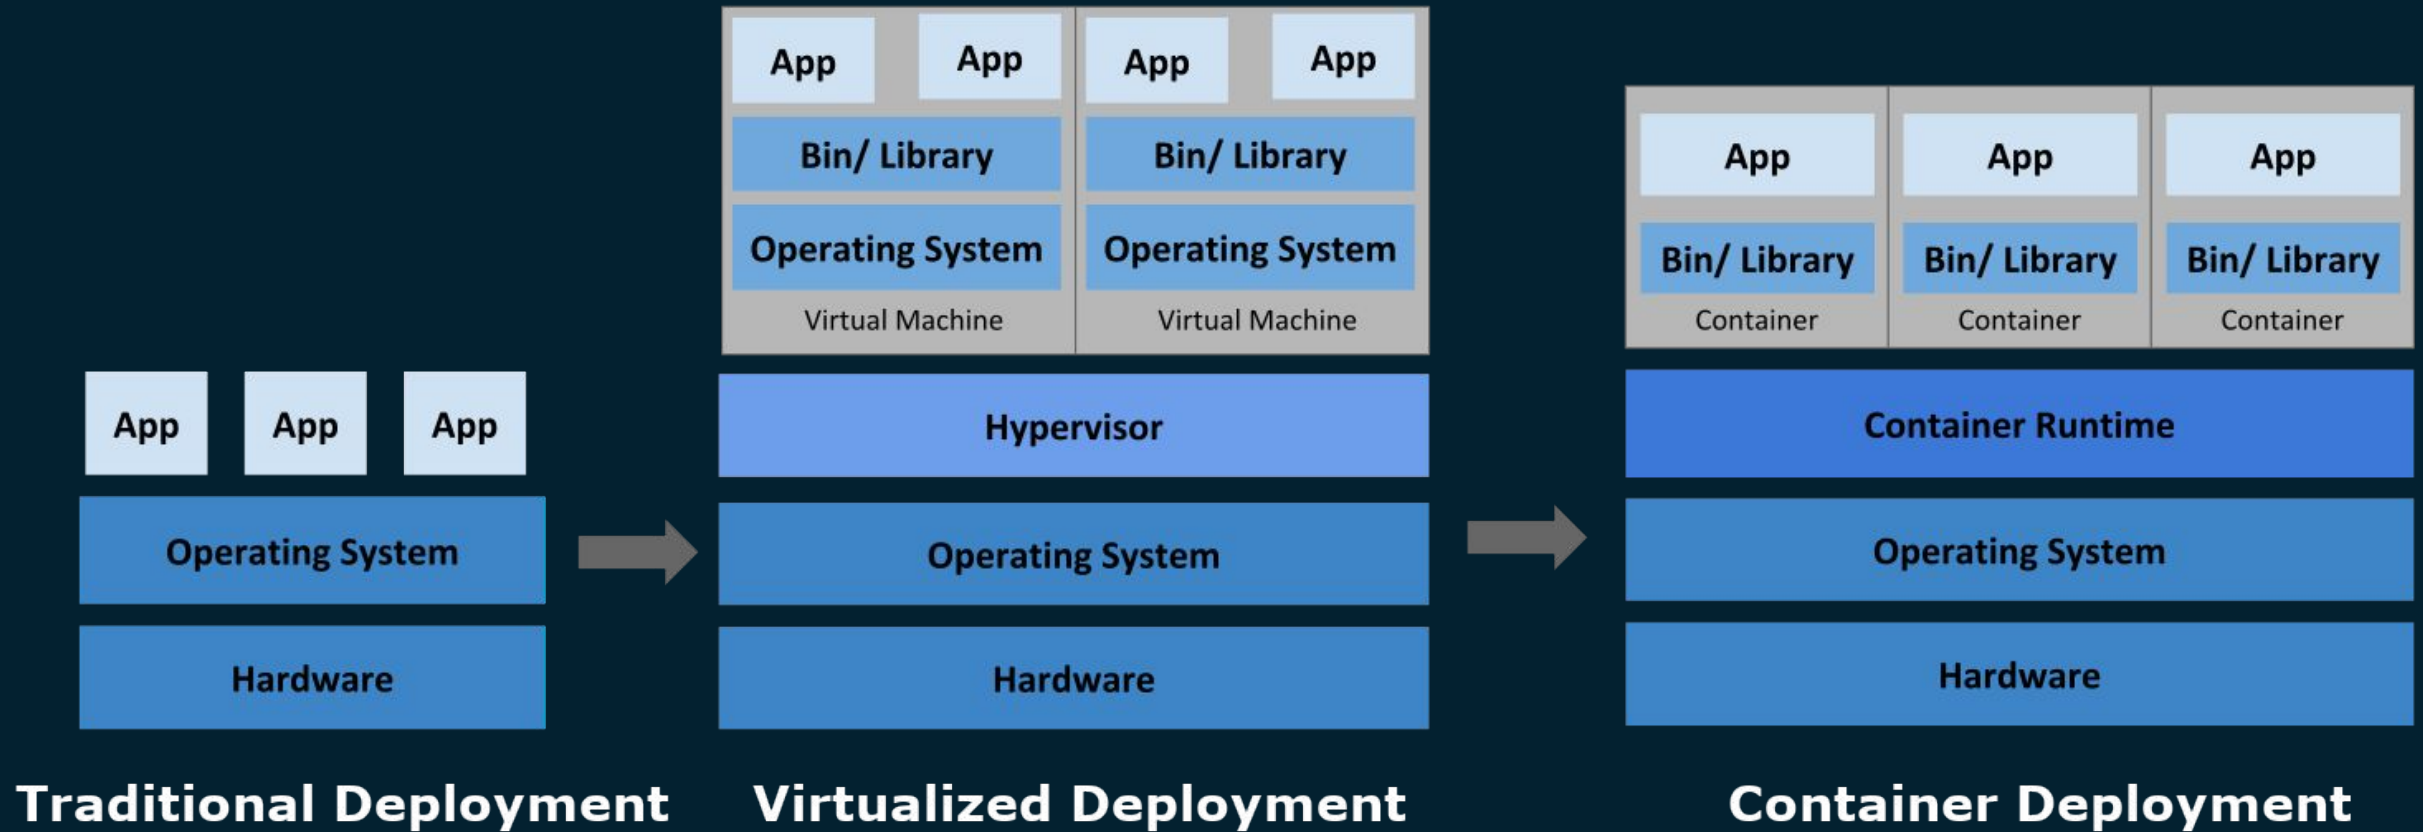 App
App
App
Operating System
Hardware
Traditional Deployment
App
App
Bin/ Library
Operating System
Virtual Machine
App
App
Bin/ Library
Operating System
Virtual Machine
Hypervisor
Operating System
Hardware
Virtualized Deployment
App
Bin/ Library
Container
App
Bin/ Library
Container
App
Bin/ Library
Container
Container Runtime
Operating System
Hardware
Container Deployment